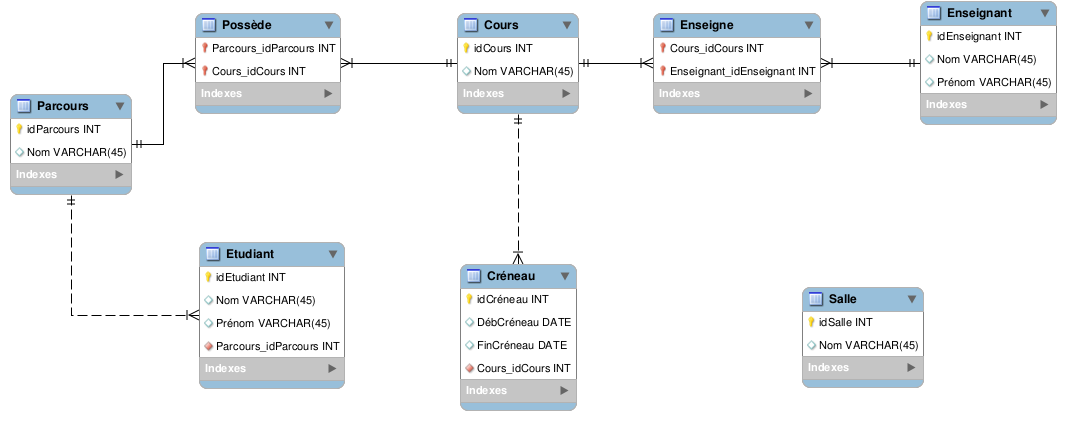 Parcours
idParcours INT
Nom VARCHAR(45)
Indexes
Possède
Parcours_idParcours INT
Cours_idCours INT
Indexes
Cours
idCours INT
Nom VARCHAR(45)
Indexes
Enseigne
Cours_idCours INT
Enseignant_idEnseignant INT
Indexes
Enseignant
idEnseignant INT
Nom VARCHAR(45)
Prénom VARCHAR(45)
Indexes
Etudiant
idEtudiant INT
Nom VARCHAR(45)
Prénom VARCHAR(45)
Parcours_idParcours INT
Indexes
Créneau
idCréneau INT
DébCréneau DATE
FinCréneau DATE
Cours_idCours INT
Indexes
Salle
idSalle INT
Nom VARCHAR(45)
Indexes